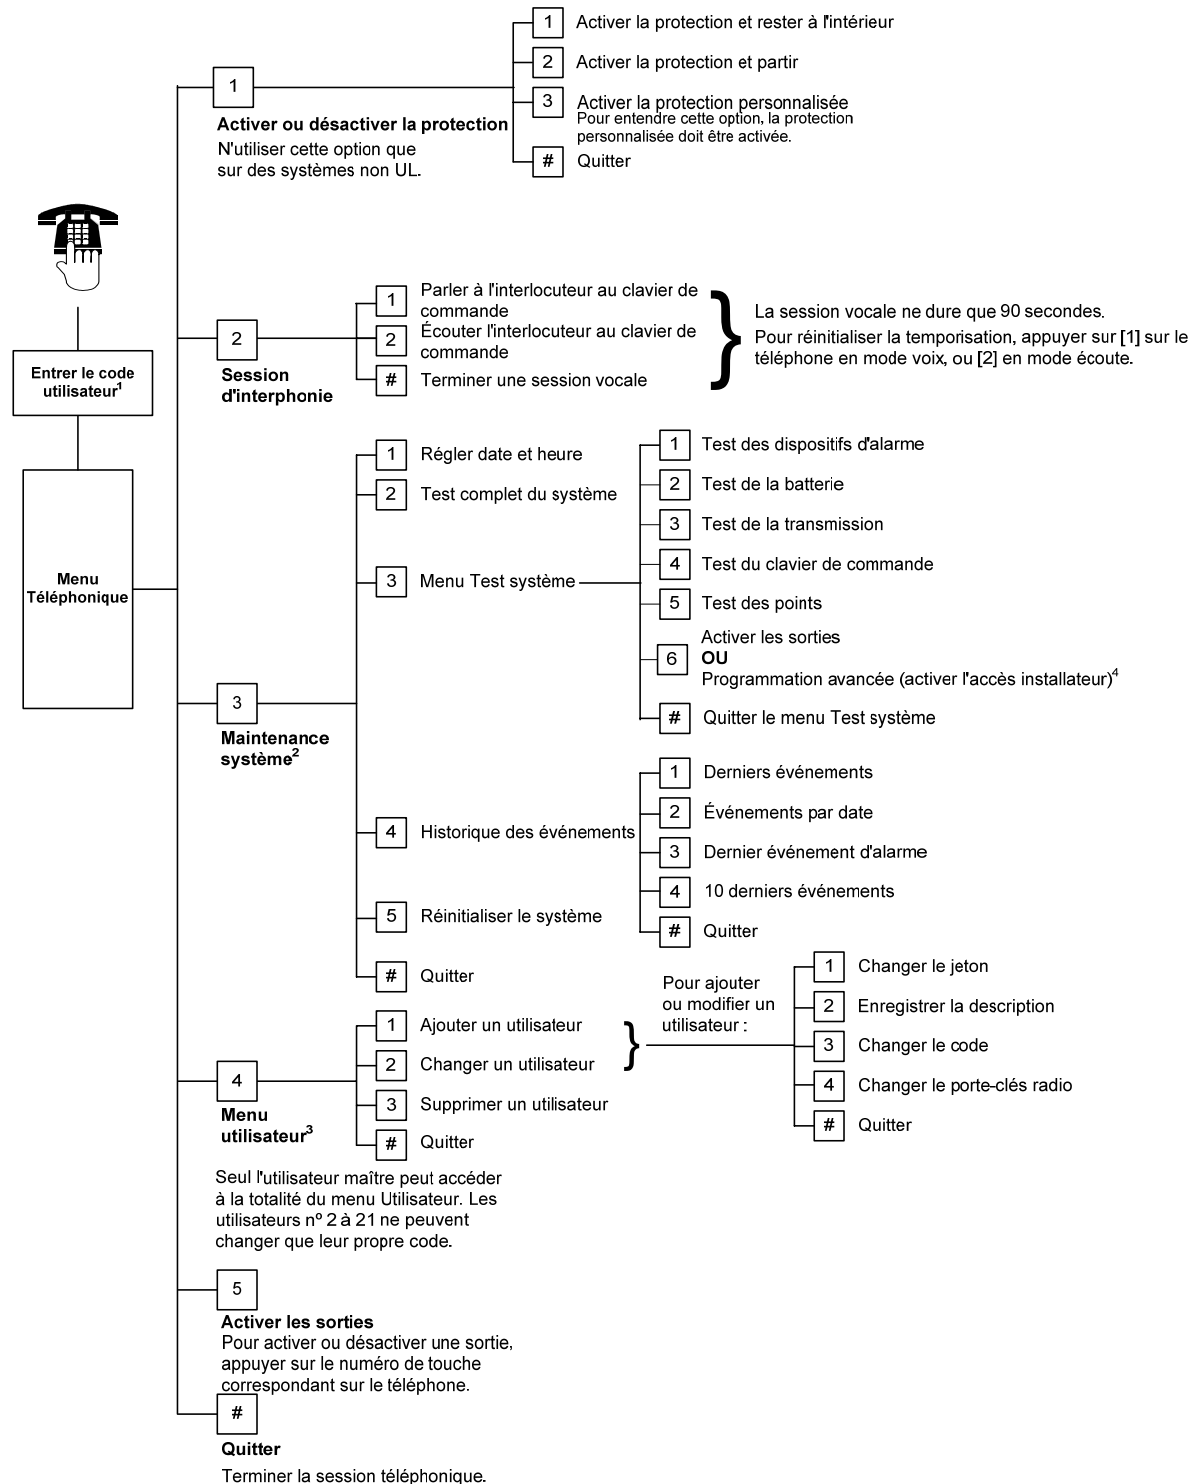 1 Activer la protection et rester à l'intérieur
2 Activer la protection et partir
3 Activer la protection personnalisée
Pour entendre cette option, la protection
personnalisée doit être activée.
# Quitter
1
Activer ou désactiver la protection
N'utiliser cette option que
sur des systèmes non UL.
Entrer le code
utilisateur1
Menu
Téléphonique
2
Session
d'interphonie
1 Parler à l'interlocuteur au clavier de
commande
2 Écouter l'interlocuteur au clavier de
commande
# Terminer une session vocale
La session vocale ne dure que 90 secondes.
Pour réinitialiser la temporisation, appuyer sur [1] sur le
téléphone en mode voix, ou [2] en mode écoute.
3
Maintenance
système2
1 Régler date et heure
2 Test complet du système
3 Menu Test système
1 Test des dispositifs d'alarme
2 Test de la batterie
3 Test de la transmission
4 Test du clavier de commande
5 Test des points
6 Activer les sorties
OU
Programmation avancée (activer l'accès installateur)4
# Quitter le menu Test système
4 Historique des événements
1 Derniers événements
2 Événements par date
3 Dernier événement d'alarme
4 10 derniers événements
# Quitter
5 Réinitialiser le système
# Quitter
4
Menu
utilisateur3
1 Ajouter un utilisateur
2 Changer un utilisateur
3 Supprimer un utilisateur
# Quitter
Pour ajouter
ou modifier un
utilisateur :
1 Changer le jeton
2 Enregistrer la description
3 Changer le code
4 Changer le porte-clés radio
# Quitter
Seul l'utilisateur maître peut accéder
à la totalité du menu Utilisateur. Les
utilisateurs nº 2 à 21 ne peuvent
changer que leur propre code.
5
Activer les sorties
Pour activer ou désactiver une sortie,
appuyer sur le numéro de touche
correspondant sur le téléphone.
#
Quitter
Terminer la session téléphonique.